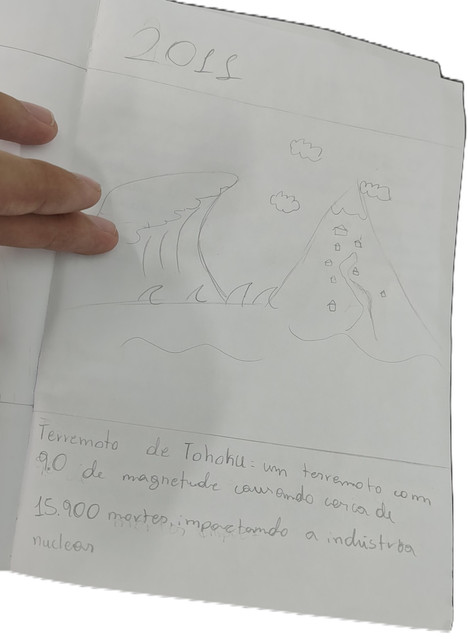 2011
Terremoto de Tohoku: um terremoto com
9.0 de magnetude causando cerca de
15.900 mortes, impactando a indústria
nuclear